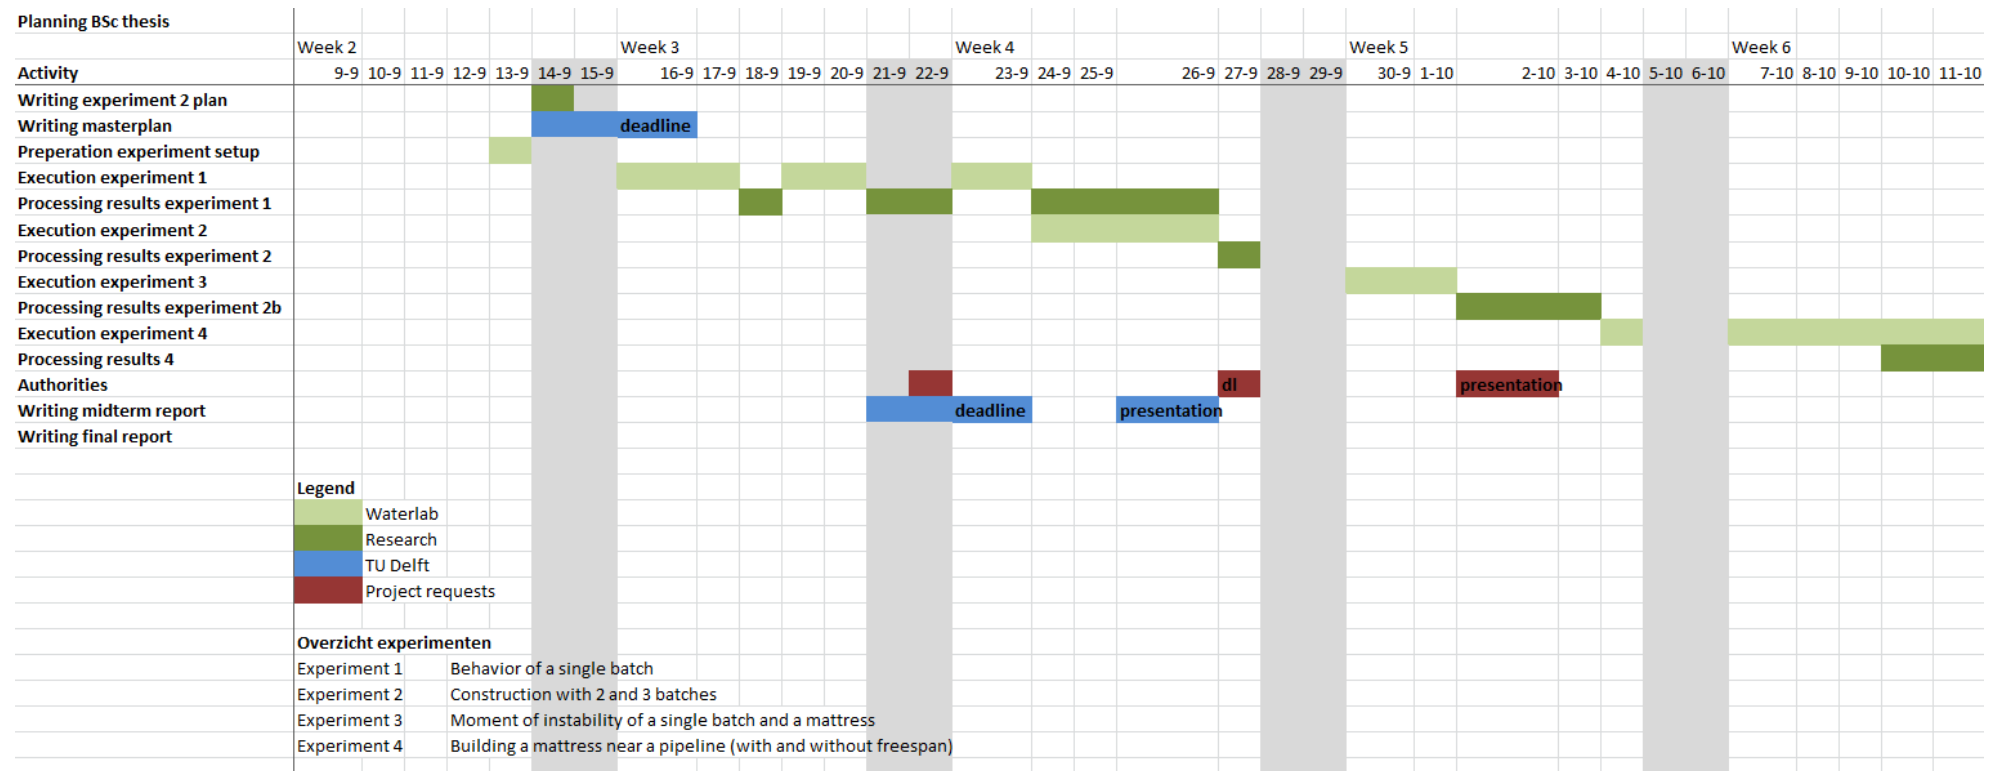 Planning BSc thesis
Week 2 Week 3 Week 4 Week 5 Week 6
Activity 9-9 10-9 11-9 12-9 13-9 14-9 15-9 16-9 17-9 18-9 19-9 20-9 21-9 22-9 23-9 24-9 25-9 26-9 27-9 28-9 29-9 30-9 1-10 2-10 3-10 4-10 5-10 6-10 7-10 8-10 9-10 10-10 11-10
Writing experiment 2 plan
Writing masterplan deadline
Preperation experiment setup
Execution experiment 1
Processing results experiment 1
Execution experiment 2
Processing results experiment 2
Execution experiment 3
Processing results experiment 2b
Execution experiment 4
Processing results 4
Authorities dl presentation
Writing midterm report deadline presentation
Writing final report
Legend
Waterlab
Research
TU Delft
Project requests
Overzicht experimenten
Experiment 1 Behavior of a single batch
Experiment 2 Construction with 2 and 3 batches
Experiment 3 Moment of instability of a single batch and a mattress
Experiment 4 Building a mattress near a pipeline (with and without freespan)